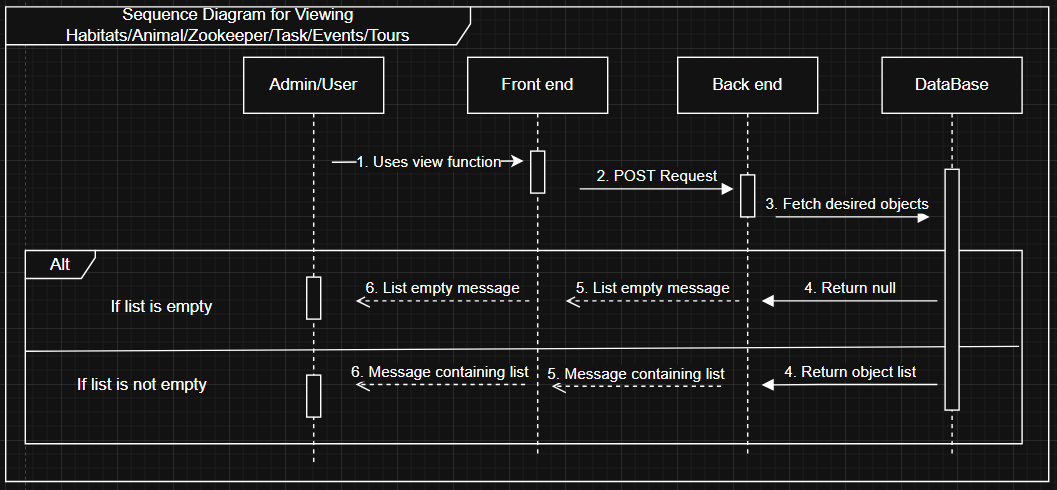 Sequence Diagram for Viewing
Habitats/Animal/Zookeeper/Task/Events/Tours
Admin/User
Front end
Back end
DataBase
1. Uses view function
2. POST Request
3. Fetch desired objects
Alt
If list is empty
6. List empty message
5. List empty message
4. Return null
If list is not empty
6. Message containing list
5. Message containing list
4. Return object list